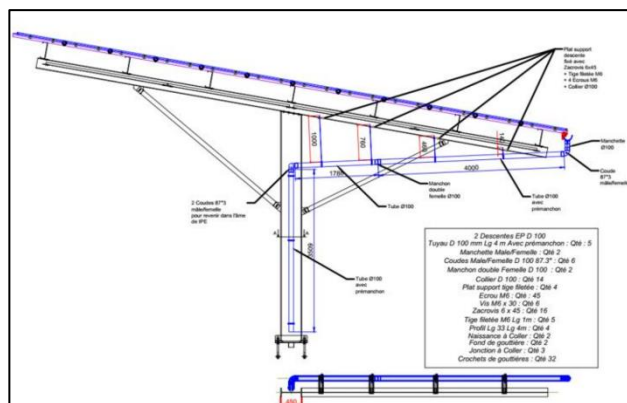 Plat support
descente
fixé avec
Zacrovis 6x45
+ Tige filetée M6
+ 4 Ecrous M6
+ Collier Ø100
Manchette
Ø100
Coude
87°3
mâle/femelle
1000
750
1786
4000
2 Coudes 87°3
mâle/femelle
pour revenir dans l'âme
de IPE
Tube Ø100
Manchon
double
femelle Ø100
Tube Ø100
avec
prémanchon
Tube Ø100
avec
prémanchon
2 Descentes EP D 100
Tuyau D 100 mm Lg 4 m Avec prémanchon : Qté : 5
Manchette Male/Femelle : Qté 2
Coudes Male/Femelle D 100 87.3° : Qté 6
Manchon double Femelle D 100 : Qté 2
Collier D 100 : Qté 14
Plat support tige filetée : Qté 4
Ecrou M6 : Qté : 45
Vis M6 x 30 : Qté 6
Zacrovis 6 x 45 : Qté 16
Tige filetée M6 Lg 1m : Qté 5
Profil Lg 33 Lg 4m : Qté 4
Naissance à Coller : Qté 2
Fond de gouttière : Qté 2
Jonction à Coller : Qté 3
Crochets de gouttières : Qté 32
480